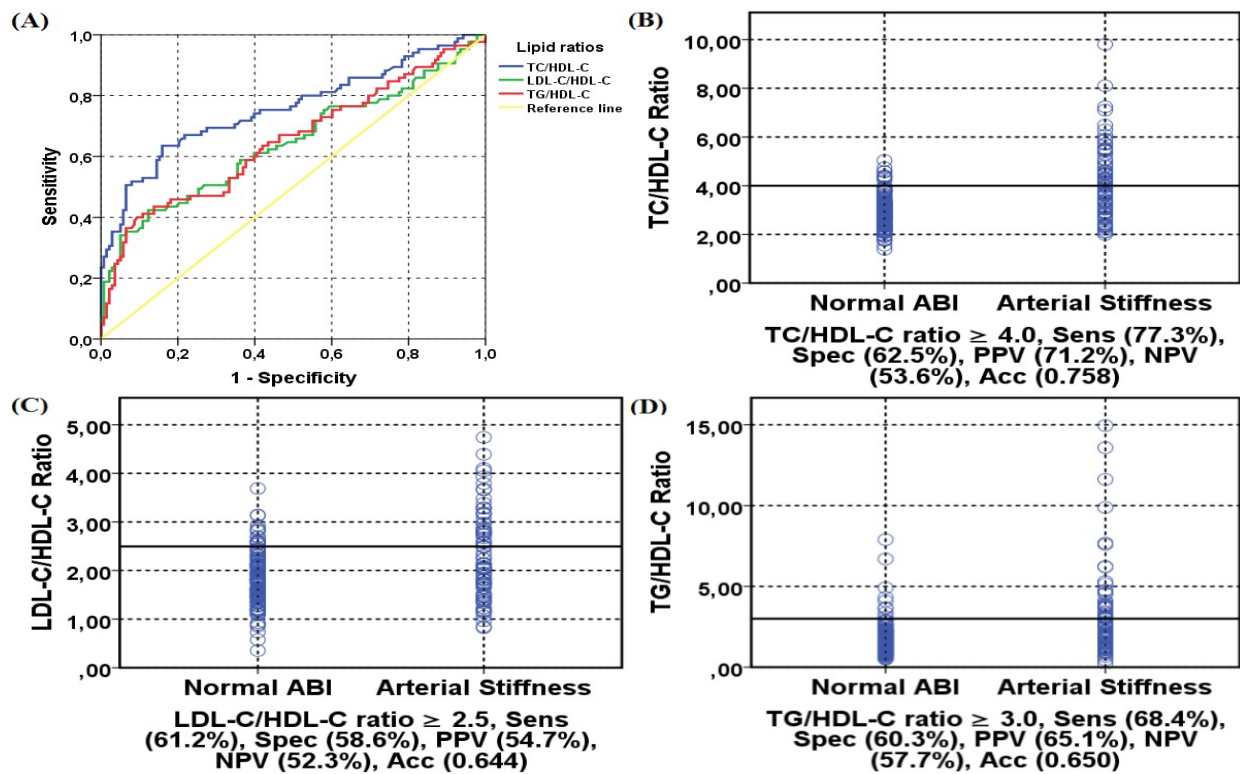 (A)
1,0
0,8
0,6
0,4
0,2
0,0
Sensitivity
0,0 0,2 0,4 0,6 0,8 1,0
1 - Specificity
Lipid ratios
TC/HDL-C
LDL-C/HDL-C
TG/HDL-C
Reference line
(B)
10,00
8,00
6,00
4,00
2,00
,00
TC/HDL-C Ratio
Normal ABI Arterial Stiffness
TC/HDL-C ratio ≥ 4.0, Sens (77.3%),
Spec (62.5%), PPV (71.2%), NPV
(53.6%), Acc (0.758)
(C)
5,00
4,00
3,00
2,00
1,00
,00
LDL-C/HDL-C Ratio
Normal ABI Arterial Stiffness
LDL-C/HDL-C ratio ≥ 2.5, Sens
(61.2%), Spec (58.6%), PPV (54.7%),
NPV (52.3%), Acc (0.644)
(D)
15,00
10,00
5,00
,00
TG/HDL-C Ratio
Normal ABI Arterial Stiffness
TG/HDL-C ratio ≥ 3.0, Sens (68.4%),
Spec (60.3%), PPV (65.1%), NPV
(57.7%), Acc (0.650)